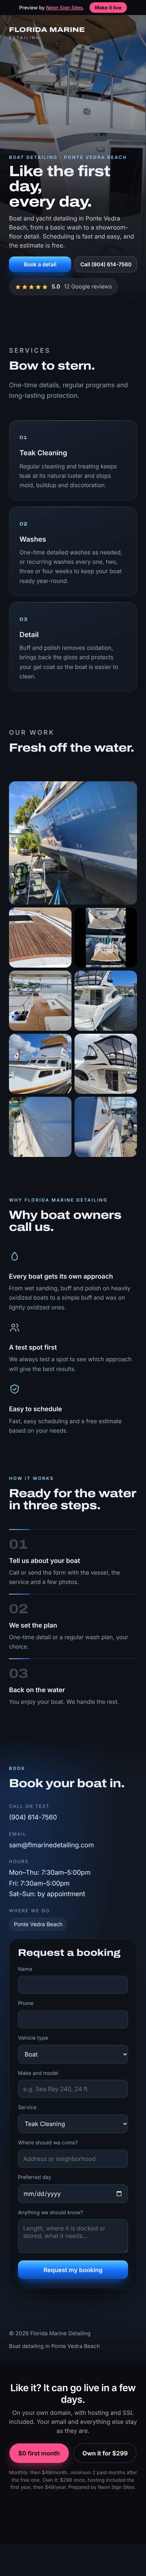 Preview by Neon Sign Sites. Make it live
FLORIDA MARINE
DETAILING
BOAT DETAILING · PONTE VEDRA BEACH
Like the first
day,
every day.
Boat and yacht detailing in Ponte Vedra
Beach, from a basic wash to a showroom-
floor detail. Scheduling is fast and easy, and
the estimate is free.
Book a detail
Call (904) 614-7560
★★★★★ 5.0 12 Google reviews
SERVICES
Bow to stern.
One-time details, regular programs and
long-lasting protection.
01
Teak Cleaning
Regular cleaning and treating keeps
teak at its natural luster and stops
mold, buildup and discoloration.
02
Washes
One-time detailed washes as needed,
or recurring washes every one, two,
three or four weeks to keep your boat
ready year-round.
03
Detail
Buff and polish removes oxidation,
brings back the gloss and protects
your gel coat so the boat is easier to
clean.
OUR WORK
Fresh off the water.
WHY FLORIDA MARINE DETAILING
Why boat owners
call us.
Every boat gets its own approach
From wet sanding, buff and polish on heavily
oxidized boats to a simple buff and wax on
lightly oxidized ones.
A test spot first
We always test a spot to see which approach
will give the best results.
Easy to schedule
Fast, easy scheduling and a free estimate
based on your needs.
HOW IT WORKS
Ready for the water
in three steps.
01
Tell us about your boat
Call or send the form with the vessel, the
service and a few photos.
02
We set the plan
One-time detail or a regular wash plan, your
choice.
03
Back on the water
You enjoy your boat. We handle the rest.
BOOK
Book your boat in.
CALL OR TEXT
(904) 614-7560
EMAIL
sam@flmarinedetailing.com
HOURS
Mon–Thu: 7:30am–5:00pm
Fri: 7:30am–5:00pm
Sat–Sun: by appointment
WHERE WE GO
Ponte Vedra Beach
Request a booking
Name
Phone
Vehicle type
Boat
Make and model
e.g. Sea Ray 240, 24 ft
Service
Teak Cleaning
Where should we come?
Address or neighborhood
Preferred day
mm/dd/yyyy
Anything we should know?
Length, where it is docked or
stored, what it needs...
Request my booking
© 2026 Florida Marine Detailing
Boat detailing in Ponte Vedra Beach
Like it? It can go live in a few
days.
On your own domain, with hosting and SSL
included. Your email and everything else stay
as they are.
$0 first month
Own it for $299
Monthly: then $49/month, minimum 2 paid months after
the free one. Own it: $299 once, hosting included the
first year, then $49/year. Prepared by Neon Sign Sites.